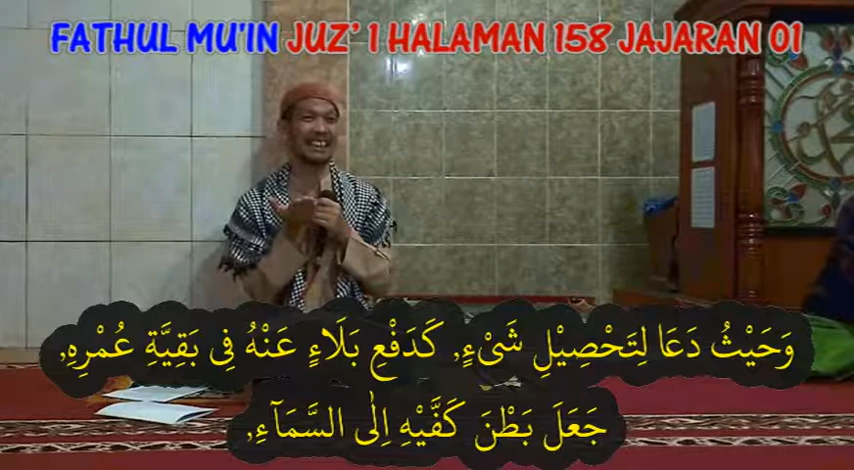 FATHUL MU'IN JUZ' 1 HALAMAN 158 JAJARAN 01
وَحَيْثُ دَعَا لِتَحْصِيْلِ شَىْءٍ, كَدَفْعِ بَلَاءٍ عَنْهُ فِى بَقِيَّةِ عُمْرِهِ,
جَعَلَ بَطْنَ كَفَّيْهِ اِلٰى السَّمَآءِ,